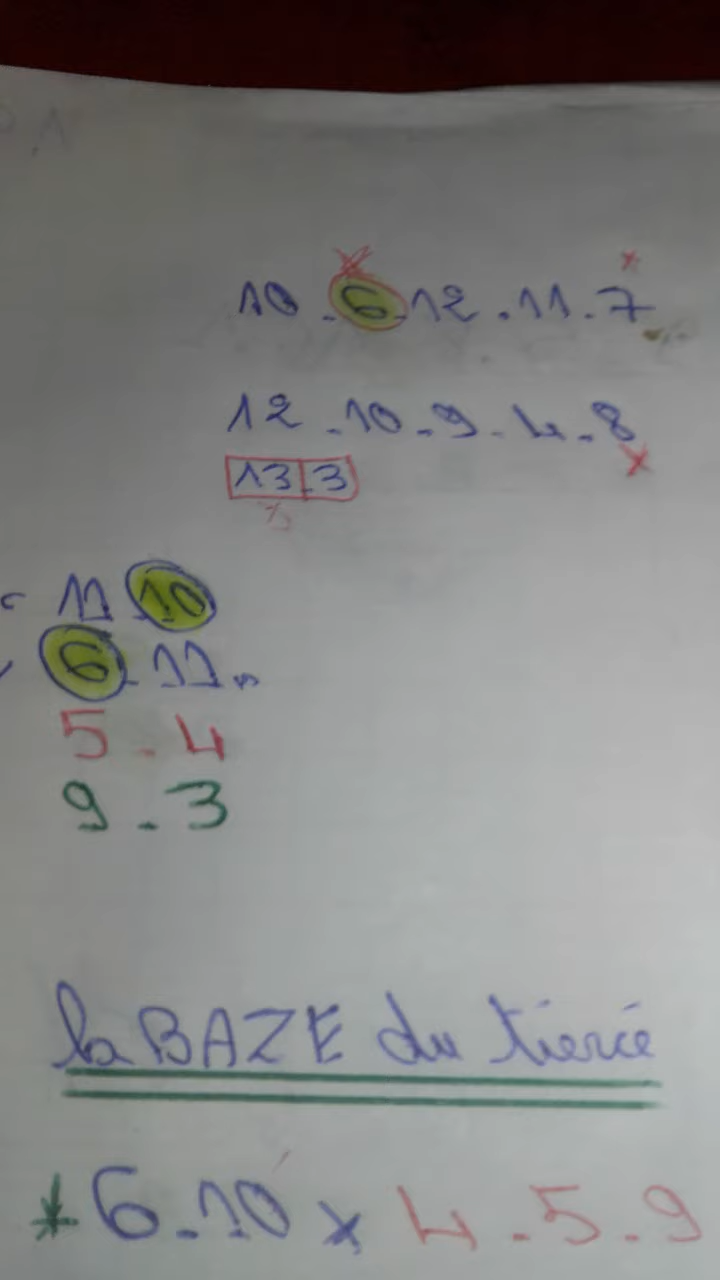 10 . 6 . 12 . 11 . 7
12 . 10 . 9 . 4 . 8
13 . 3
11 10
6 . 11 .
5 . 4
9 . 3
la BAZE du tiercé
* 6 . 10 x 4 . 5 . 9